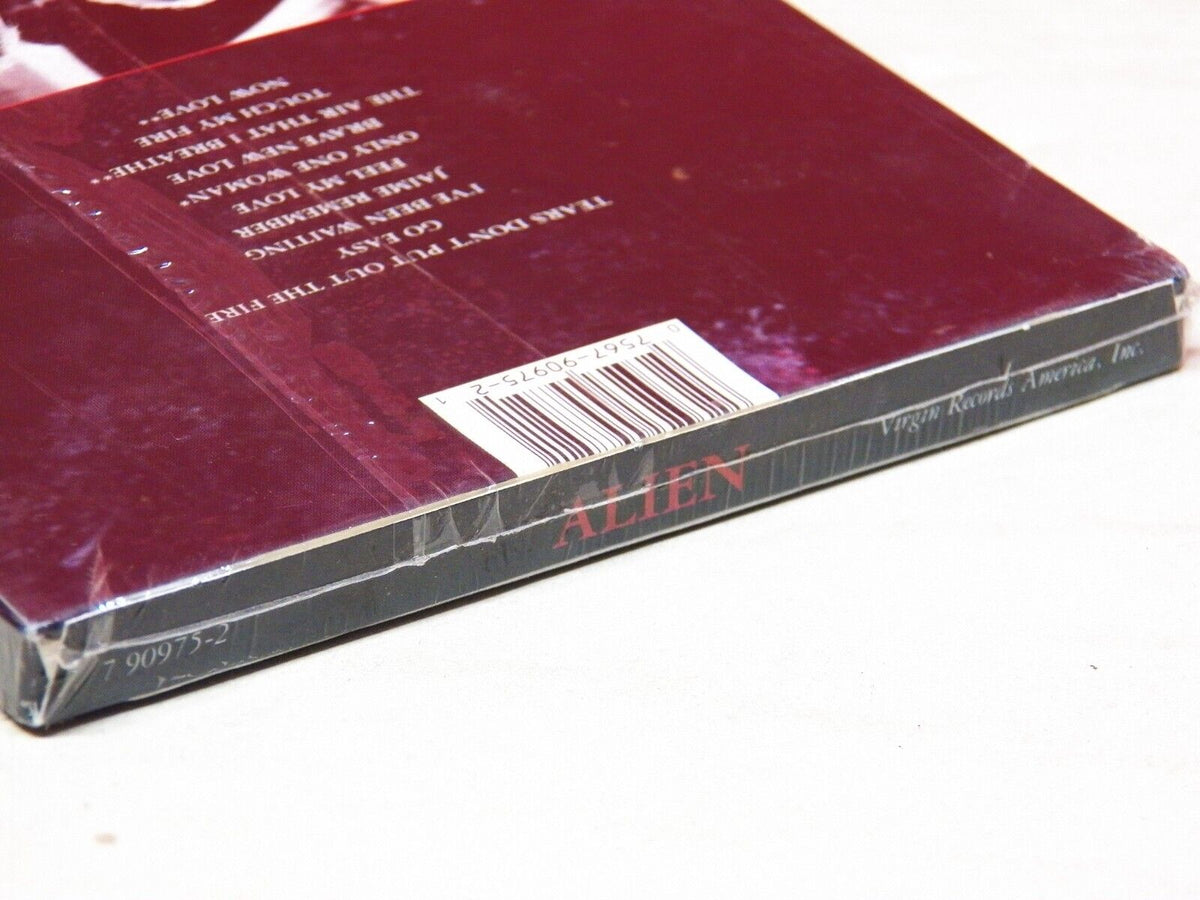 TEARS DON'T PUT OUT THE FIRE
GO EASY
I'VE BEEN WAITING
JAIME REMEMBER
FEEL MY LOVE
ONLY ONE WOMAN*
BRAVE NEW LOVE
THE AIR THAT I BREATHE**
TOUCH MY FIRE
NOW LOVE**
0 7567-90975-2 1
7 90975-2
ALIEN
Virgin Records America, Inc.